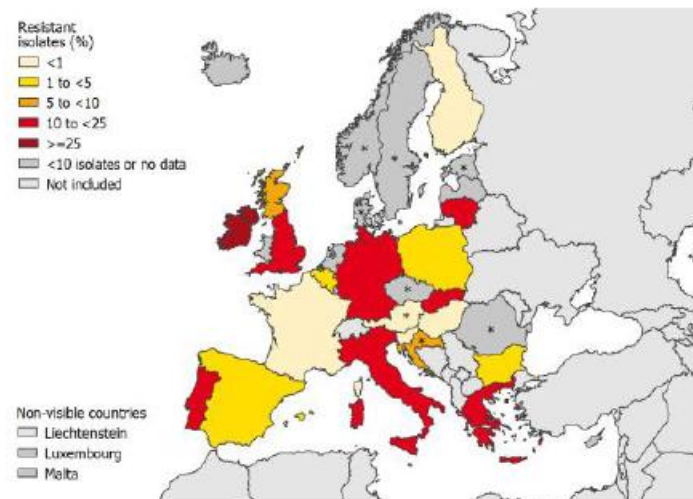 Resistant
isolates (%)
<1
1 to <5
5 to <10
10 to <25
>=25
<10 isolates or no data
Not included
Non-visible countries
Liechtenstein
Luxembourg
Malta